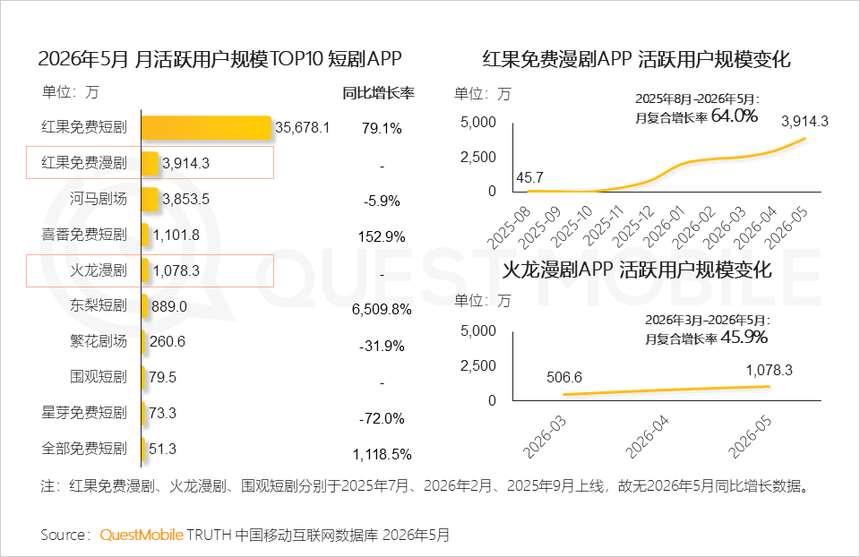 2026年5月 月活跃用户规模TOP10 短剧APP
单位：万
同比增长率
红果免费短剧 35,678.1 79.1%
红果免费漫剧 3,914.3 -
河马剧场 3,853.5 -5.9%
喜番免费短剧 1,101.8 152.9%
火龙漫剧 1,078.3 -
东梨短剧 889.0 6,509.8%
繁花剧场 260.6 -31.9%
围观短剧 79.5 -
星芽免费短剧 73.3 -72.0%
全部免费短剧 51.3 1,118.5%
红果免费漫剧APP 活跃用户规模变化
单位：万
2025年8月-2026年5月：
月复合增长率 64.0%
5,000
2,500
0
45.7
3,914.3
2025-08
2025-09
2025-10
2025-11
2025-12
2026-01
2026-02
2026-03
2026-04
2026-05
火龙漫剧APP 活跃用户规模变化
单位：万
2026年3月-2026年5月：
月复合增长率 45.9%
5,000
2,500
0
506.6
1,078.3
2026-03
2026-04
2026-05
注：红果免费漫剧、火龙漫剧、围观短剧分别于2025年7月、2026年2月、2025年9月上线，故无2026年5月同比增长数据。
Source：QuestMobile TRUTH 中国移动互联网数据库 2026年5月
QUEST MOBILE